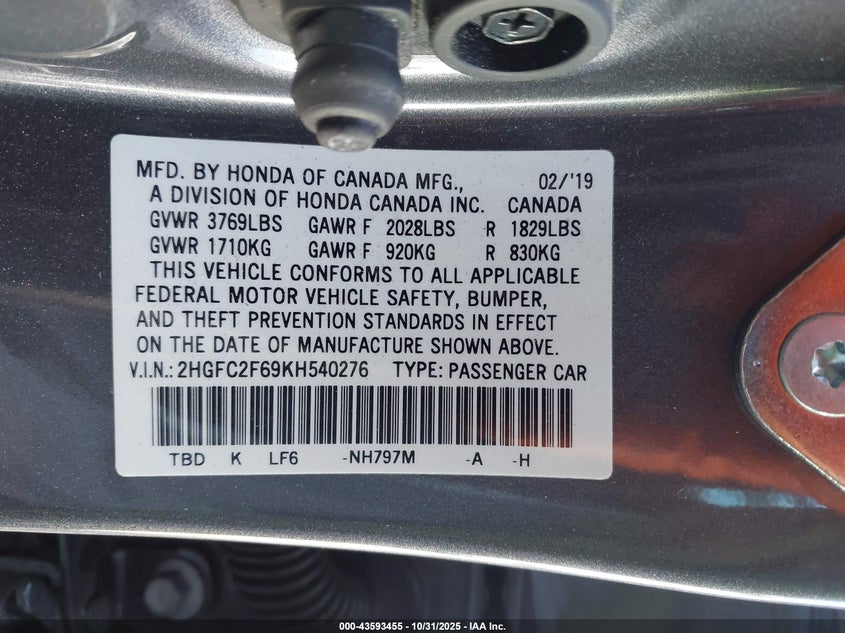 MFD. BY HONDA OF CANADA MFG., 02/'19
A DIVISION OF HONDA CANADA INC. CANADA
GVWR 3769LBS GAWR F 2028LBS R 1829LBS
GVWR 1710KG GAWR F 920KG R 830KG
THIS VEHICLE CONFORMS TO ALL APPLICABLE
FEDERAL MOTOR VEHICLE SAFETY, BUMPER,
AND THEFT PREVENTION STANDARDS IN EFFECT
ON THE DATE OF MANUFACTURE SHOWN ABOVE.
V.I.N.: 2HGFC2F69KH540276 TYPE: PASSENGER CAR
TBD K LF6 -NH797M -A -H
000-43593455 - 10/31/2025 - IAA Inc.